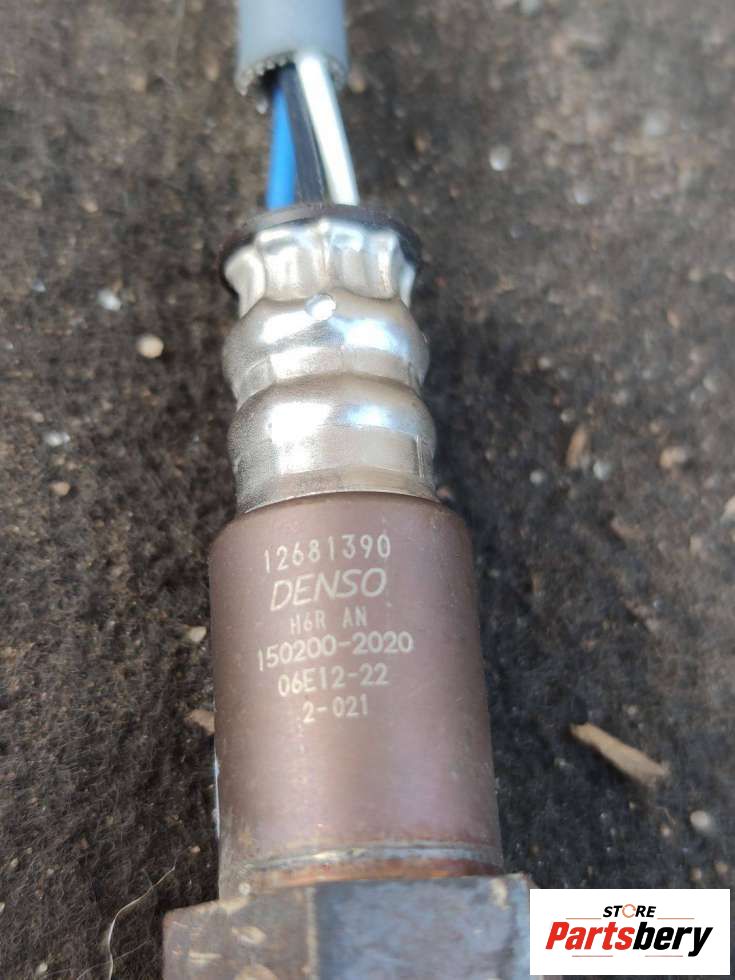 12681390
DENSO
H6R AN
150200-2020
06E12-22
2-021
STORE
Partsbery